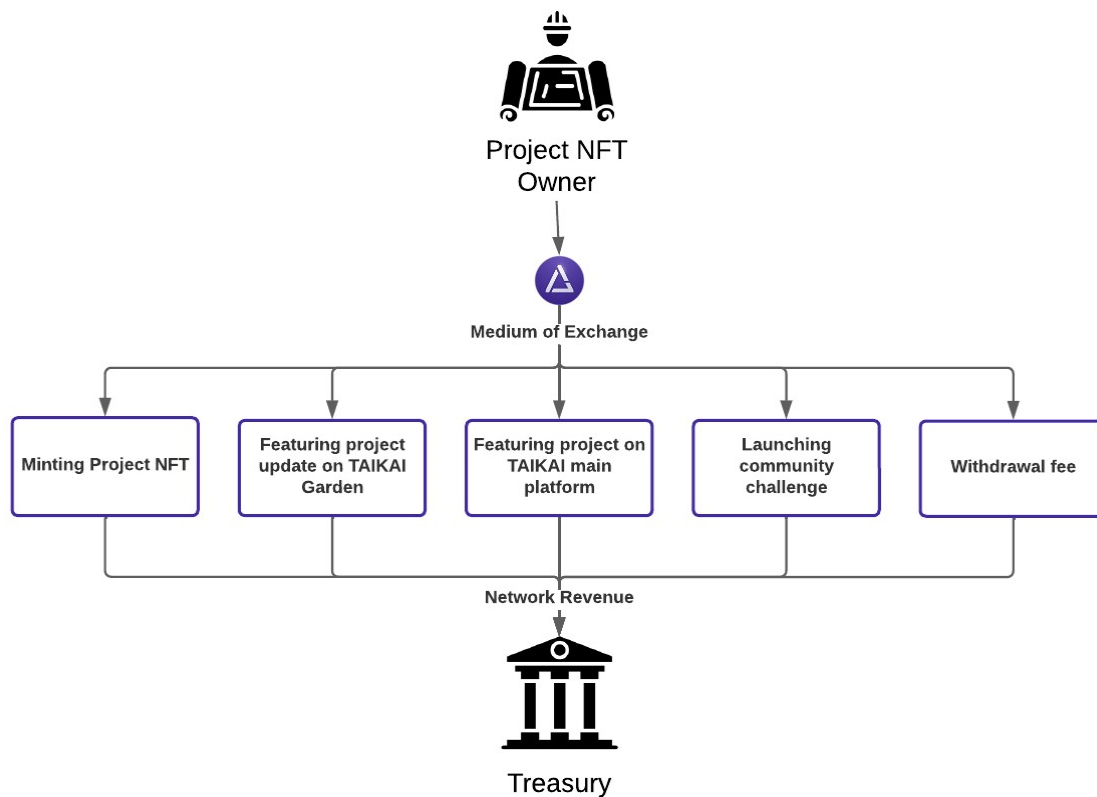 Project NFT
Owner
Medium of Exchange
Minting Project NFT
Featuring project
update on TAIKAI
Garden
Featuring project on
TAIKAI main
platform
Launching
community
challenge
Withdrawal fee
Network Revenue
Treasury